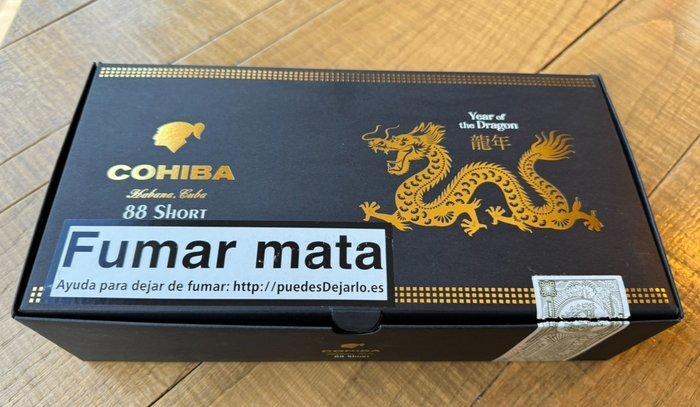 COHIBA
Habana, Cuba
88 SHORT
Year of
the Dragon
龍年
Fumar mata
Ayuda para dejar de fumar: http://puedesDejarlo.es
COHIBA
88 SHORT